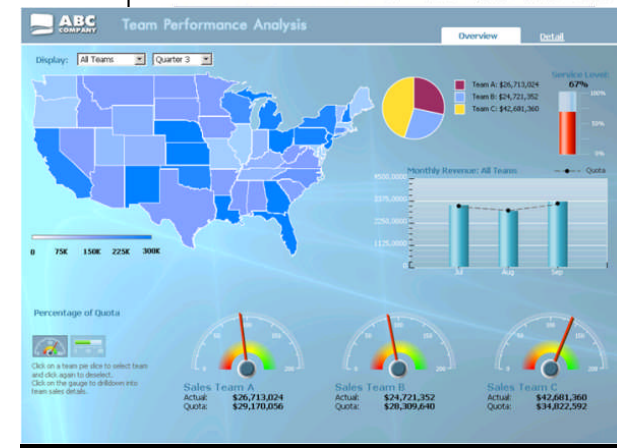 ABC
COMPANY
Team Performance Analysis
Overview
Detail
Display:
All Teams
Quarter 3
Team A: $26,713,024
Team B: $24,721,352
Team C: $42,681,360
Service Level:
67%
100%
50%
0%
Monthly Revenue: All Teams
Quota
Jul
Aug
Sep
0
75K
150K
225K
300K
Percentage of Quota
Click on a team pie slice to select team
and click again to deselect.
Click on the gauge to drilldown into
team sales details.
Sales Team A
Actual: $26,713,024
Quota: $29,170,056
Sales Team B
Actual: $24,721,352
Quota: $28,309,640
Sales Team C
Actual: $42,681,360
Quota: $34,822,592